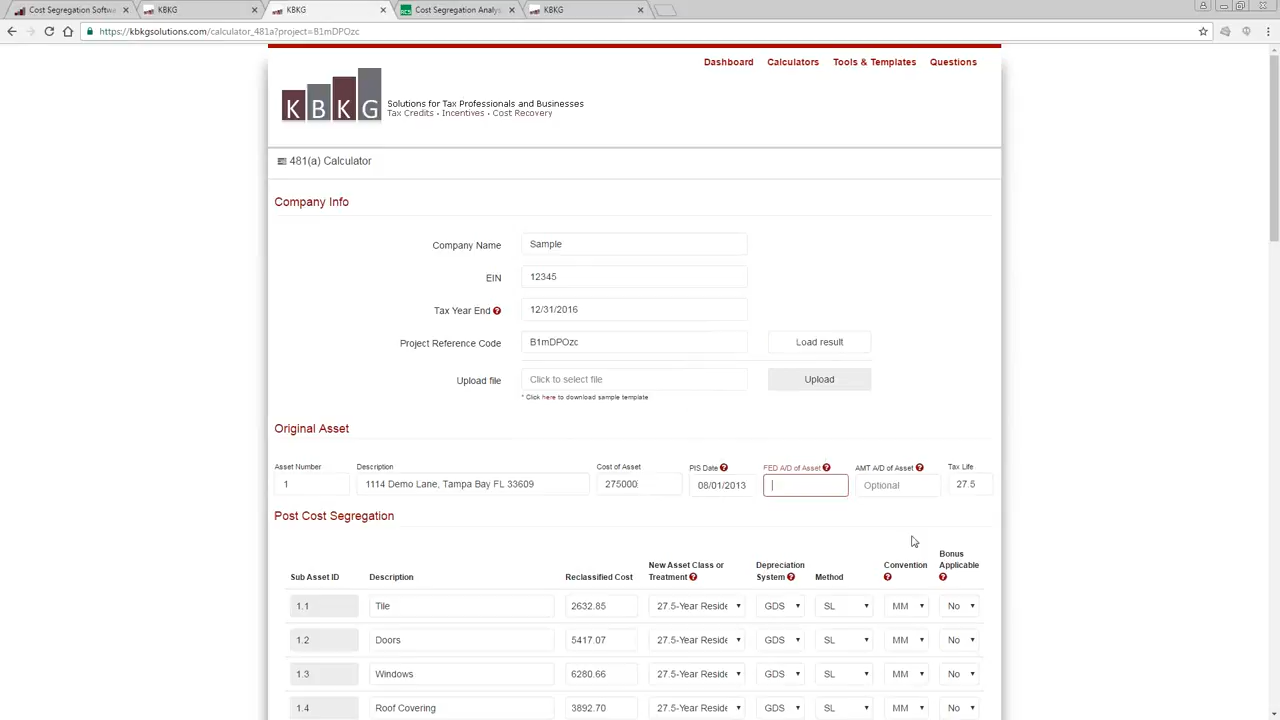 Cost Segregation Softw
KBKG
KBKG
Cost Segregation Analys
KBKG
https://kbkgsolutions.com/calculator_481a?project=B1mDPOzc
Dashboard Calculators Tools & Templates Questions
KBKG
Solutions for Tax Professionals and Businesses
Tax Credits • Incentives • Cost Recovery
481(a) Calculator
Company Info
Company Name Sample
EIN 12345
Tax Year End 12/31/2016
Project Reference Code B1mDPOzc Load result
Upload file Click to select file Upload
* Click here to download sample template
Original Asset
Asset Number Description Cost of Asset PIS Date FED A/D of Asset AMT A/D of Asset Tax Life
1 1114 Demo Lane, Tampa Bay FL 33609 275000 08/01/2013 Optional 27.5
Post Cost Segregation
Sub Asset ID Description Reclassified Cost New Asset Class or Treatment Depreciation System Method Convention Bonus Applicable
1.1 Tile 2632.85 27.5-Year Reside GDS SL MM No
1.2 Doors 5417.07 27.5-Year Reside GDS SL MM No
1.3 Windows 6280.66 27.5-Year Reside GDS SL MM No
1.4 Roof Covering 3892.70 27.5-Year Reside GDS SL MM No